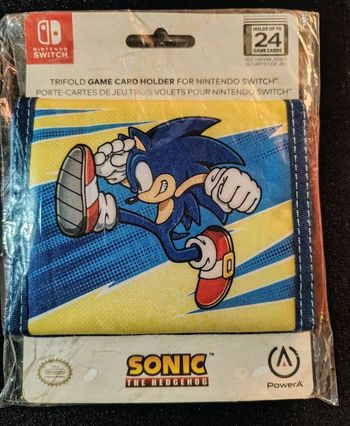 NINTENDO
SWITCH
HOLDS UP TO
24
GAME CARDS
TRIFOLD GAME CARD HOLDER FOR NINTENDO SWITCH™
PORTE-CARTES DE JEU TROIS VOLETS POUR NINTENDO SWITCH™
SONIC™
THE HEDGEHOG
PowerA